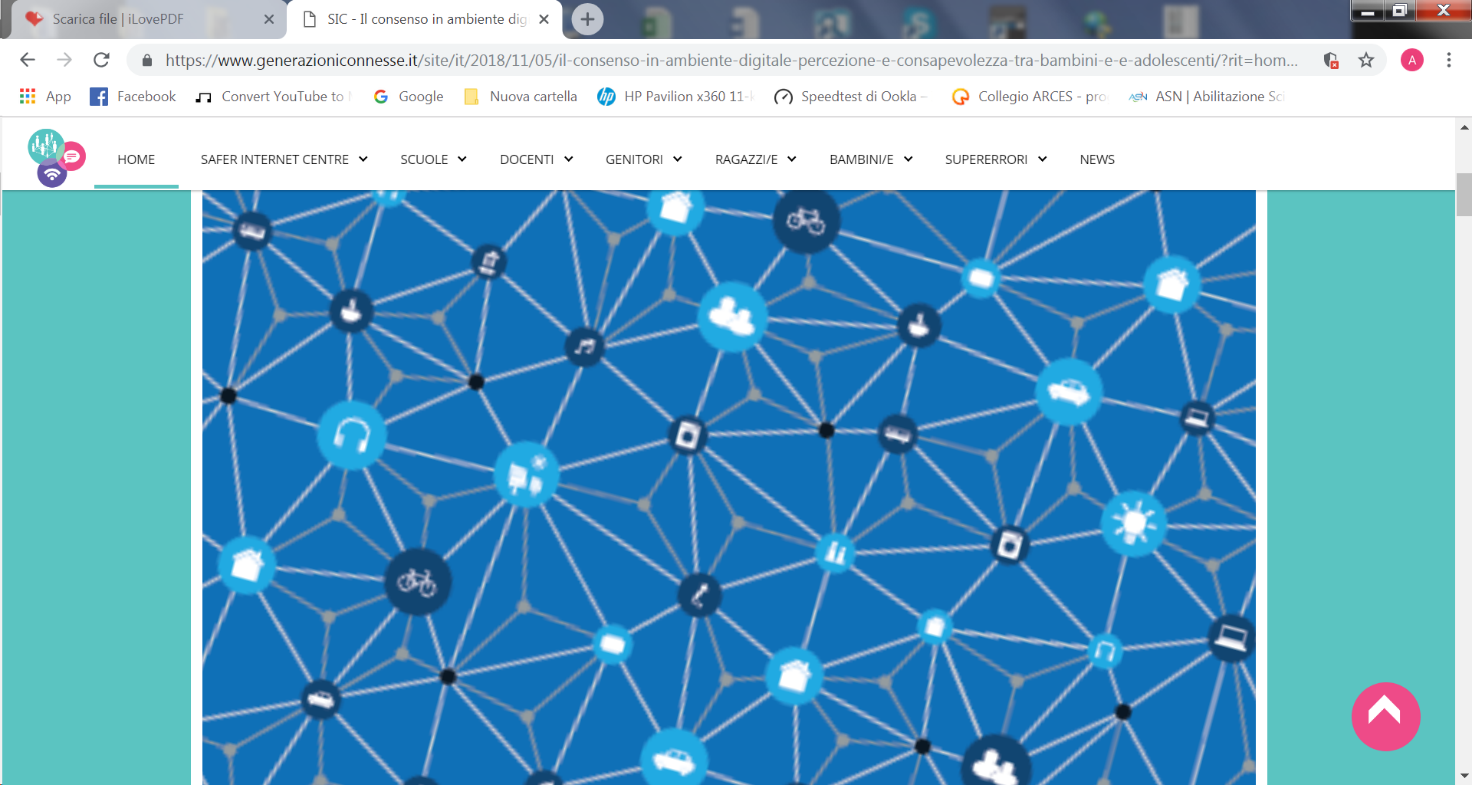 Scarica file | iLovePDF
SIC - Il consenso in ambiente dig
https://www.generazioniconnesse.it/site/it/2018/11/05/il-consenso-in-ambiente-digitale-percezione-e-consapevolezza-tra-bambini-e-e-adolescenti/?rit=hom...
A
App
Facebook
Convert YouTube to
Google
Nuova cartella
HP Pavilion x360 11-
Speedtest di Ookla –
Collegio ARCES - pro
ASN | Abilitazione Sci
HOME
SAFER INTERNET CENTRE
SCUOLE
DOCENTI
GENITORI
RAGAZZI/E
BAMBINI/E
SUPERERRORI
NEWS